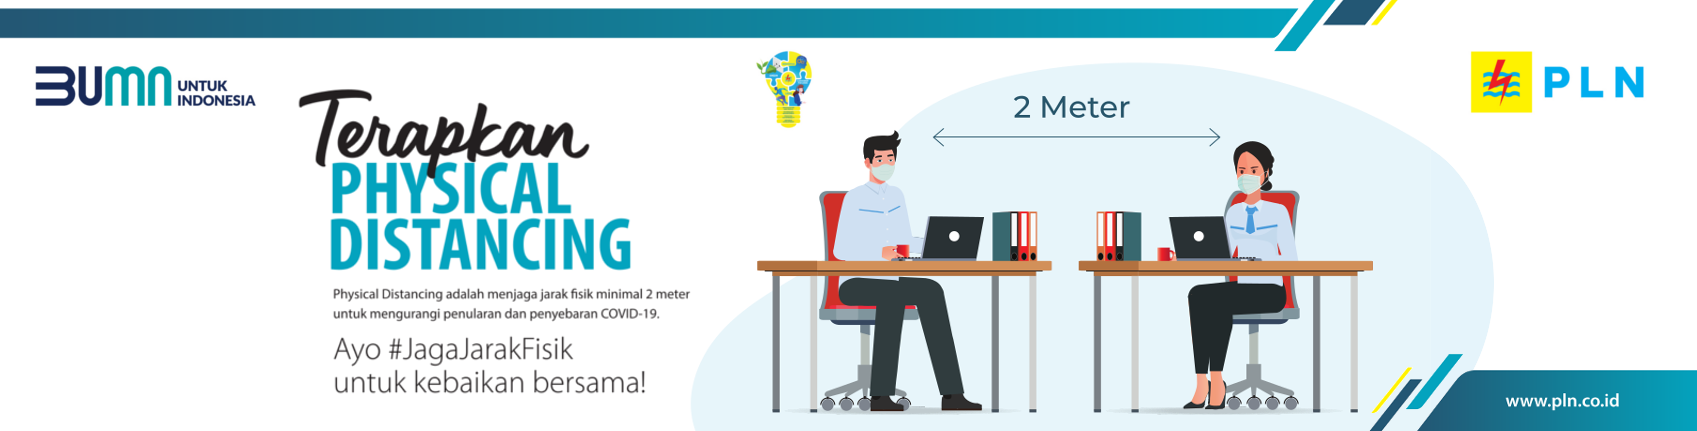 BUMN UNTUK
INDONESIA
Terapkan
PHYSICAL
DISTANCING
Physical Distancing adalah menjaga jarak fisik minimal 2 meter
untuk mengurangi penularan dan penyebaran COVID-19.
Ayo #JagaJarakFisik
untuk kebaikan bersama!
2 Meter
PLN
www.pln.co.id